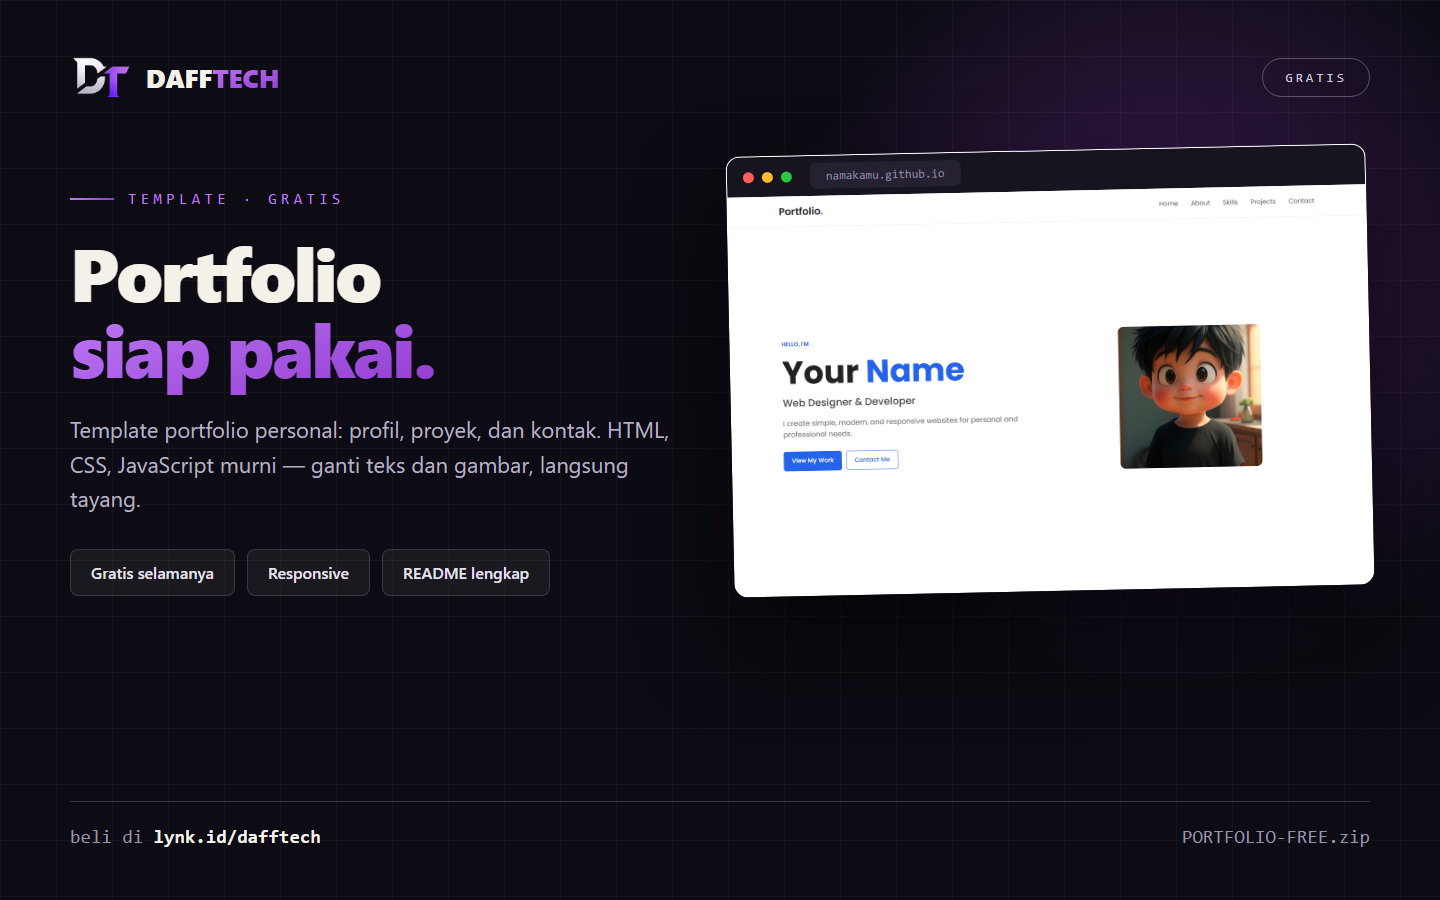 DT DAFFTECH
GRATIS
TEMPLATE · GRATIS
Portfolio
siap pakai.
Template portfolio personal: profil, proyek, dan kontak. HTML,
CSS, JavaScript murni — ganti teks dan gambar, langsung
tayang.
Gratis selamanya
Responsive
README lengkap
namakamu.github.io
Portfolio.
Home About Skills Projects Contact
HELLO, I'M
Your Name
Web Designer & Developer
I create simple, modern, and responsive websites for personal and
professional needs.
View My Work
Contact Me
beli di lynk.id/dafftech
PORTFOLIO-FREE.zip